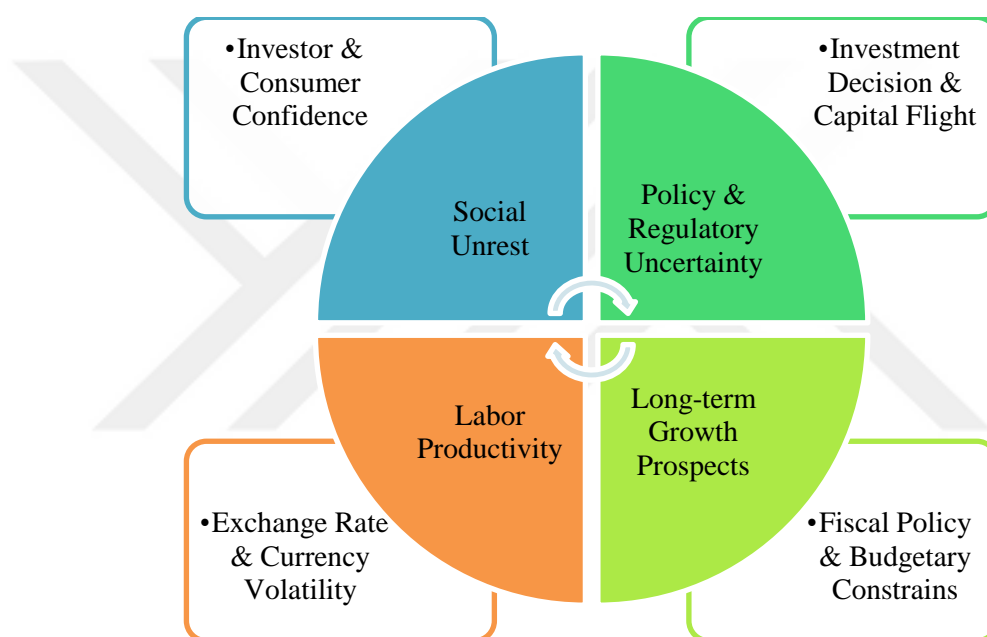 •Investor &
Consumer
Confidence
•Investment
Decision &
Capital Flight
Social
Unrest
Policy &
Regulatory
Uncertainty
Labor
Productivity
Long-term
Growth
Prospects
•Exchange Rate
& Currency
Volatility
•Fiscal Policy
& Budgetary
Constrains